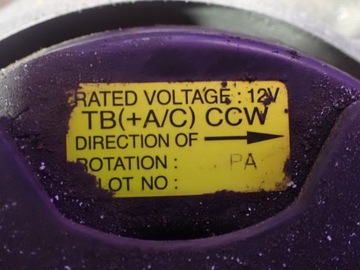 RATED VOLTAGE : 12V
TB(+A/C) CCW
DIRECTION OF
ROTATION : PA
LOT NO :